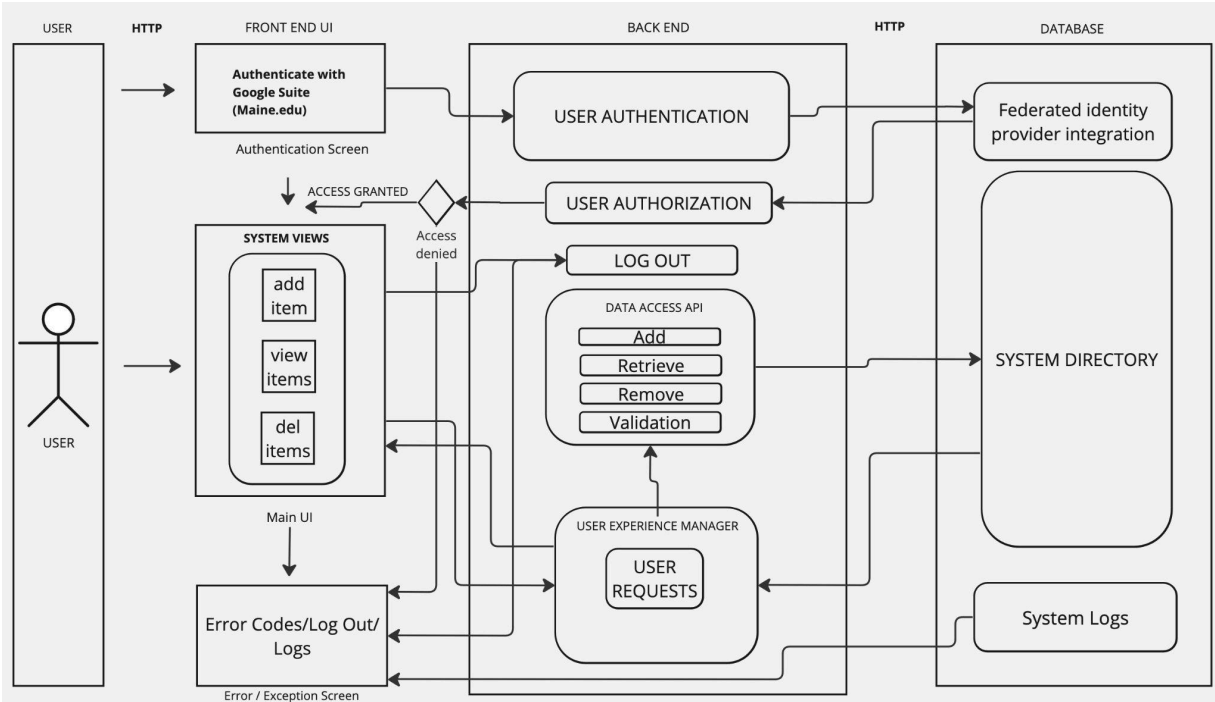 USER
HTTP
FRONT END UI
BACK END
HTTP
DATABASE
Authenticate with
Google Suite
(Maine.edu)
Authentication Screen
USER AUTHENTICATION
Federated identity
provider integration
ACCESS GRANTED
Access
denied
USER AUTHORIZATION
SYSTEM VIEWS
add
item
view
items
del
items
Main UI
LOG OUT
DATA ACCESS API
Add
Retrieve
Remove
Validation
SYSTEM DIRECTORY
USER
USER EXPERIENCE MANAGER
USER
REQUESTS
Error Codes/Log Out/
Logs
Error / Exception Screen
System Logs